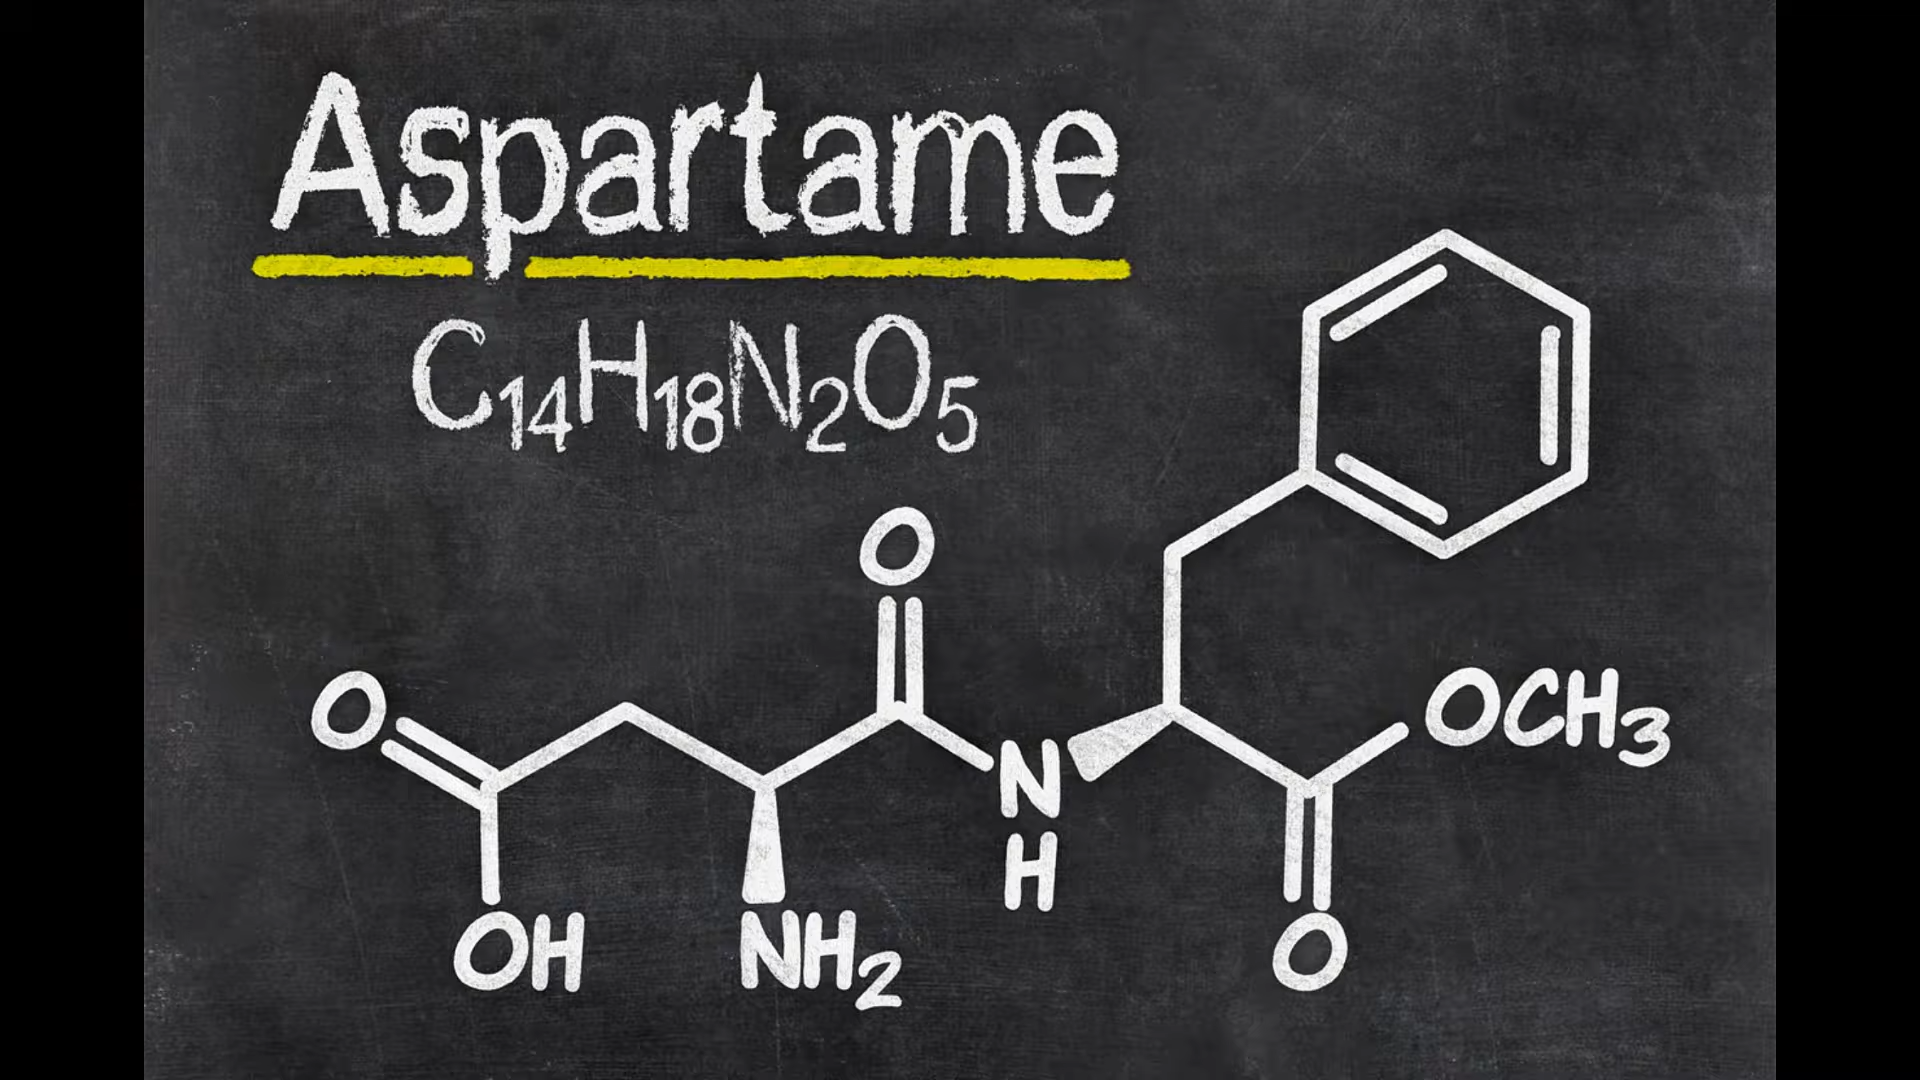 Aspartame
C₁₄H₁₈N₂O₅
O
O
OCH₃
N
H
OH
NH₂
O